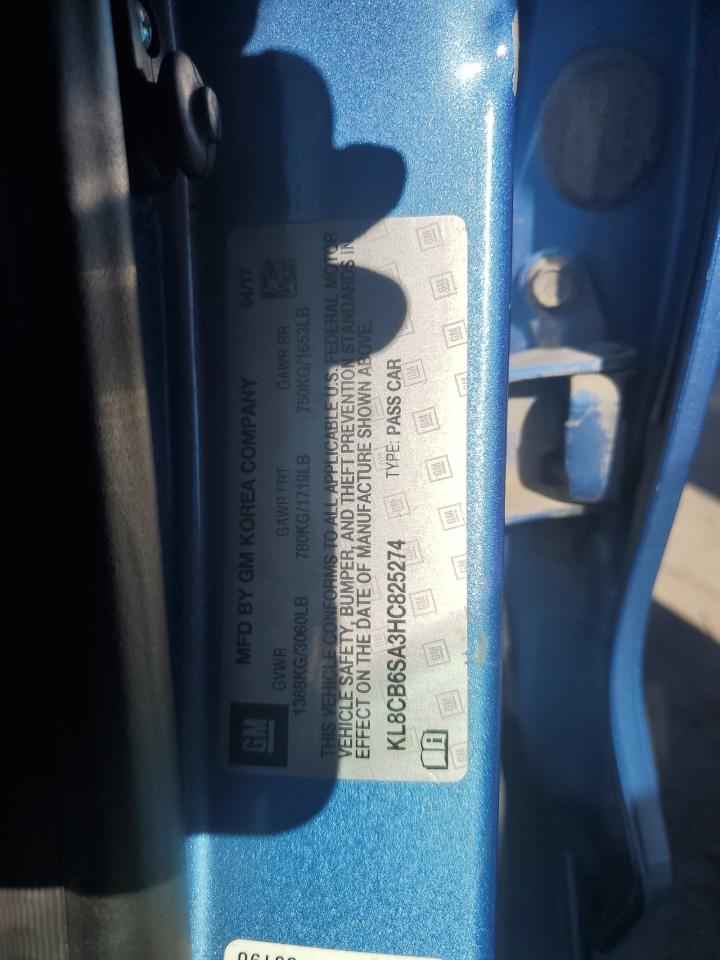 GM
MFD BY GM KOREA COMPANY 04/17
GVWR GAWR FRT GAWR RR
1388KG/3060LB 780KG/1719LB 750KG/1653LB
THIS VEHICLE CONFORMS TO ALL APPLICABLE U.S. FEDERAL MOTOR
VEHICLE SAFETY, BUMPER, AND THEFT PREVENTION STANDARDS IN
EFFECT ON THE DATE OF MANUFACTURE SHOWN ABOVE.
KL8CB6SA3HC825274 TYPE: PASS CAR